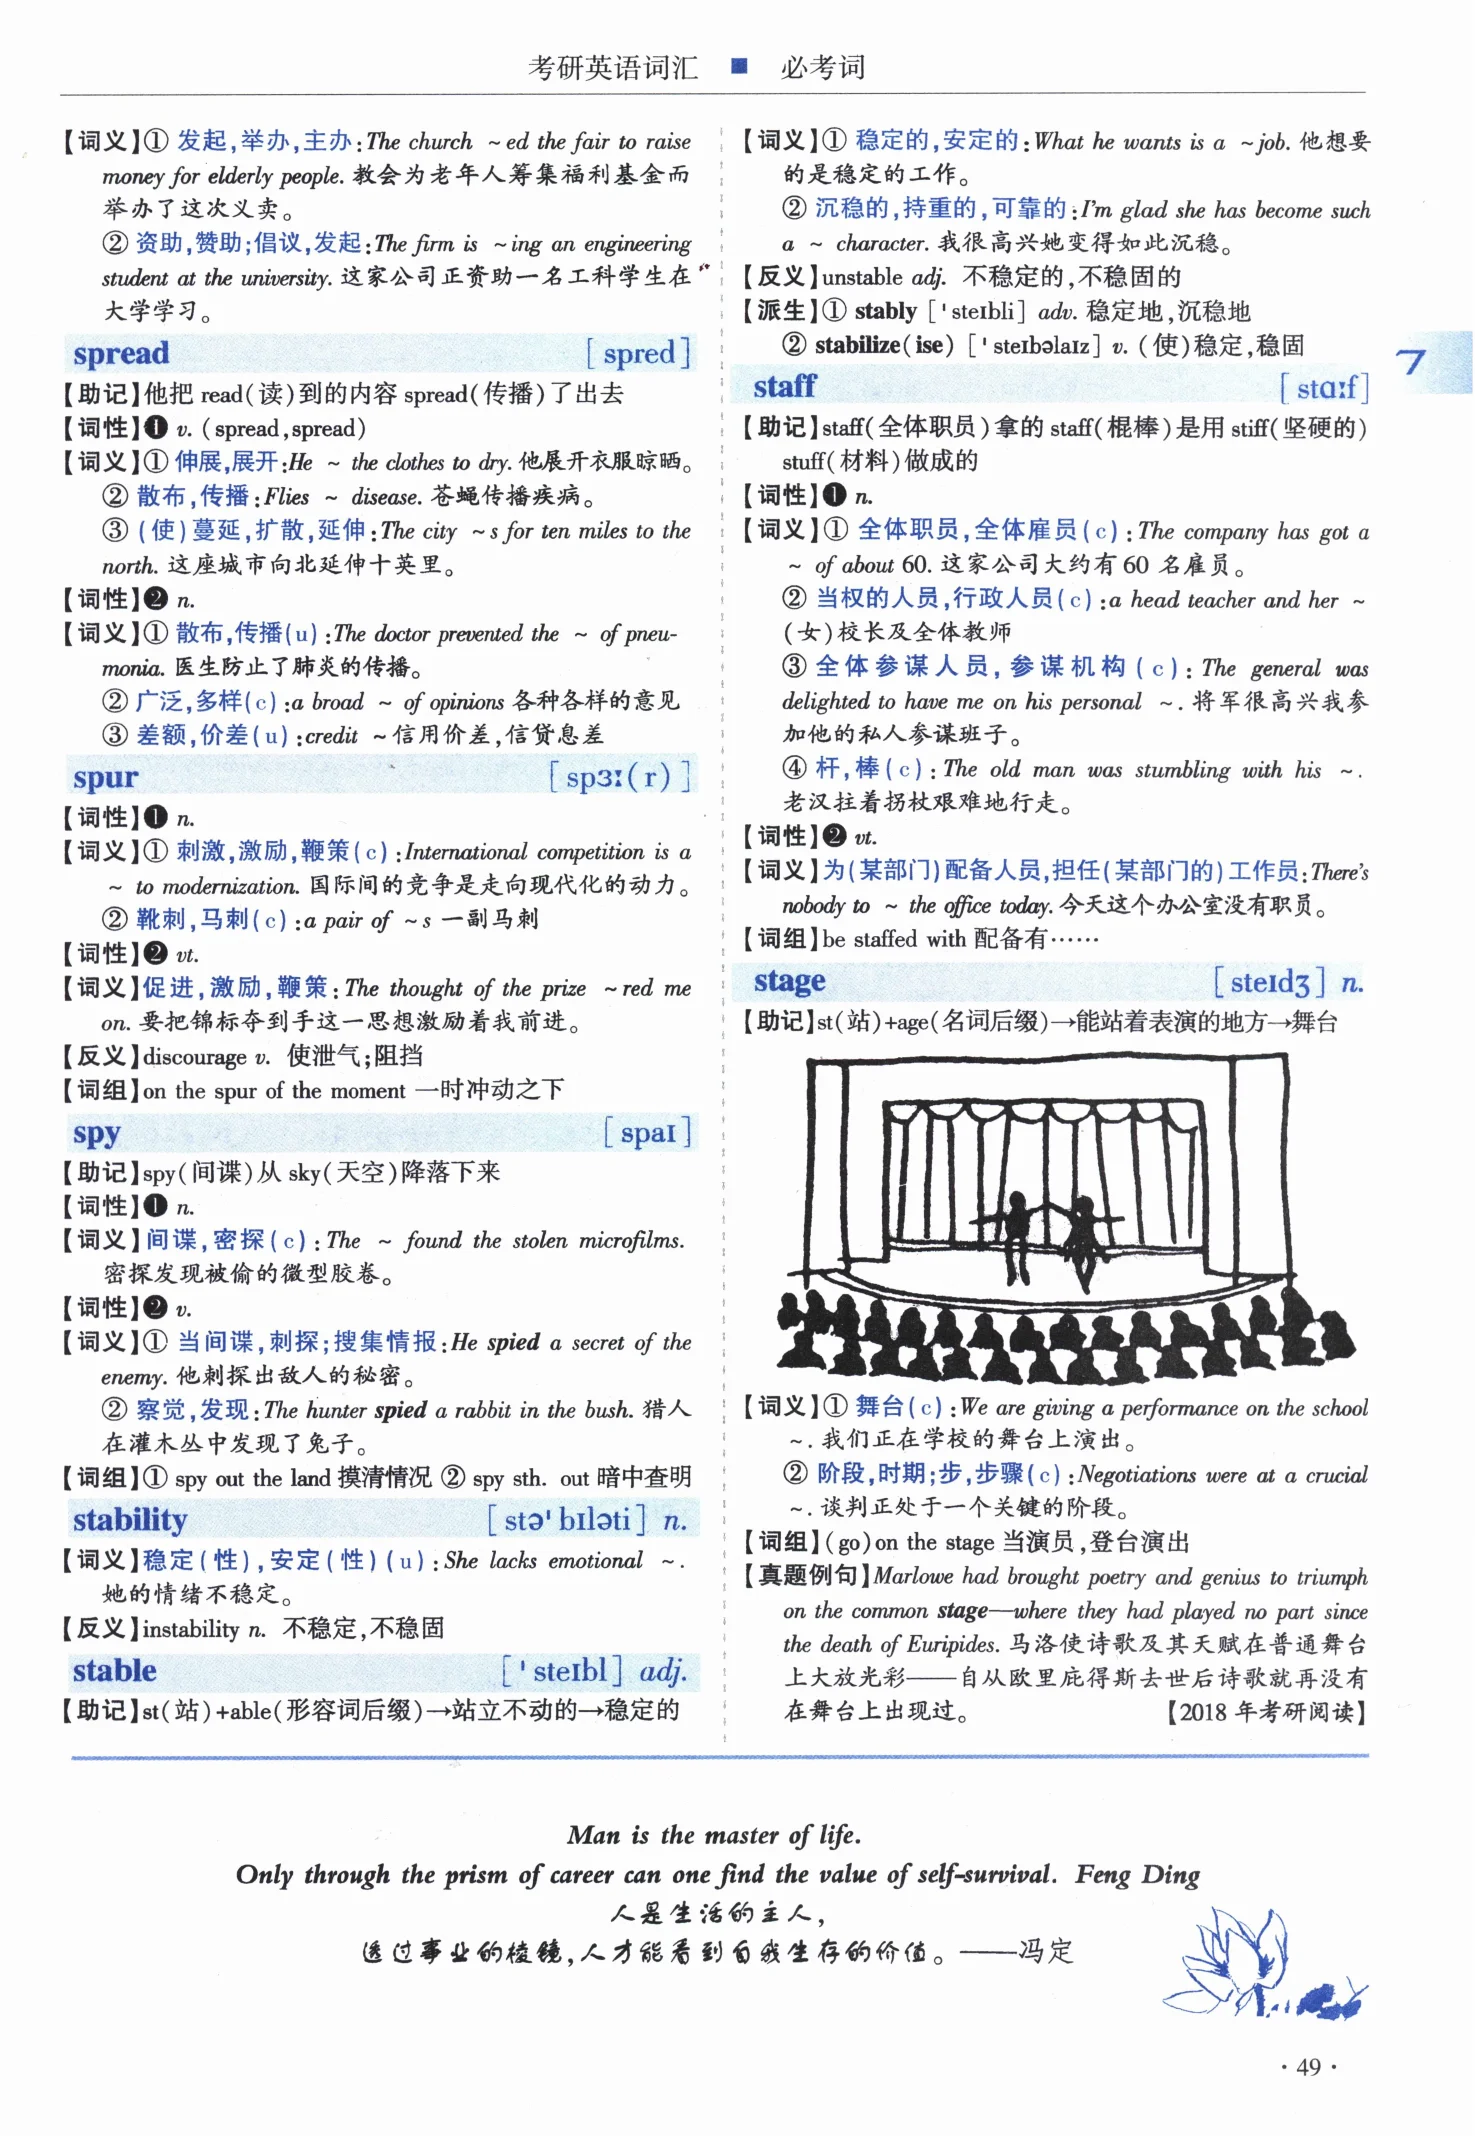 考研英语词汇 ■ 必考词
【词义】① 发起,举办,主办:The church ~ed the fair to raise
money for elderly people. 教会为老年人筹集福利基金而
举办了这次义卖。
② 资助,赞助;倡议,发起:The firm is ~ing an engineering
student at the university. 这家公司正资助一名工科学生在
大学学习。
spread [spred]
【助记】他把 read(读)到的内容 spread(传播)了出去
【词性】❶ v. (spread,spread)
【词义】① 伸展,展开:He ~ the clothes to dry. 他展开衣服晾晒。
② 散布,传播:Flies ~ disease. 苍蝇传播疾病。
③ (使)蔓延,扩散,延伸:The city ~s for ten miles to the
north. 这座城市向北延伸十英里。
【词性】❷ n.
【词义】① 散布,传播(u):The doctor prevented the ~ of pneu-
monia. 医生防止了肺炎的传播。
② 广泛,多样(c):a broad ~ of opinions 各种各样的意见
③ 差额,价差(u):credit ~信用价差,信贷息差
spur [spɜː(r)]
【词性】❶ n.
【词义】① 刺激,激励,鞭策(c):International competition is a
~ to modernization. 国际间的竞争是走向现代化的动力。
② 靴刺,马刺(c):a pair of ~s 一副马刺
【词性】❷ vt.
【词义】促进,激励,鞭策:The thought of the prize ~red me
on. 要把锦标夺到手这一思想激励着我前进。
【反义】discourage v. 使泄气;阻挡
【词组】on the spur of the moment 一时冲动之下
spy [spaɪ]
【助记】spy(间谍)从 sky(天空)降落下来
【词性】❶ n.
【词义】间谍,密探(c):The ~ found the stolen microfilms.
密探发现被偷的微型胶卷。
【词性】❷ v.
【词义】① 当间谍,刺探;搜集情报:He spied a secret of the
enemy. 他刺探出敌人的秘密。
② 察觉,发现:The hunter spied a rabbit in the bush. 猎人
在灌木丛中发现了兔子。
【词组】① spy out the land 摸清情况 ② spy sth. out 暗中查明
stability [stə'bɪləti] n.
【词义】稳定(性),安定(性)(u):She lacks emotional ~.
她的情绪不稳定。
【反义】instability n. 不稳定,不稳固
stable ['steɪbl] adj.
【助记】st(站)+able(形容词后缀)→站立不动的→稳定的
【词义】① 稳定的,安定的:What he wants is a ~job. 他想要
的是稳定的工作。
② 沉稳的,持重的,可靠的:I'm glad she has become such
a ~ character. 我很高兴她变得如此沉稳。
【反义】unstable adj. 不稳定的,不稳固的
【派生】① stably ['steɪbli] adv. 稳定地,沉稳地
② stabilize(ise) ['steɪbəlaɪz] v. (使)稳定,稳固
7
staff [stɑːf]
【助记】staff(全体职员)拿的 staff(棍棒)是用 stiff(坚硬的)
stuff(材料)做成的
【词性】❶ n.
【词义】① 全体职员,全体雇员(c):The company has got a
~ of about 60. 这家公司大约有 60 名雇员。
② 当权的人员,行政人员(c):a head teacher and her ~
(女)校长及全体教师
③ 全体参谋人员,参谋机构(c):The general was
delighted to have me on his personal ~. 将军很高兴我参
加他的私人参谋班子。
④ 杆,棒(c):The old man was stumbling with his ~.
老汉拄着拐杖艰难地行走。
【词性】❷ vt.
【词义】为(某部门)配备人员,担任(某部门的)工作员:There's
nobody to ~ the office today. 今天这个办公室没有职员。
【词组】be staffed with 配备有……
stage [steɪdʒ] n.
【助记】st(站)+age(名词后缀)→能站着表演的地方→舞台
【词义】① 舞台(c):We are giving a performance on the school
~. 我们正在学校的舞台上演出。
② 阶段,时期;步,步骤(c):Negotiations were at a crucial
~. 谈判正处于一个关键的阶段。
【词组】(go)on the stage 当演员,登台演出
【真题例句】Marlowe had brought poetry and genius to triumph
on the common stage—where they had played no part since
the death of Euripides. 马洛使诗歌及其天赋在普通舞台
上大放光彩——自从欧里庇得斯去世后诗歌就再没有
在舞台上出现过。 【2018 年考研阅读】
Man is the master of life.
Only through the prism of career can one find the value of self-survival. Feng Ding
人是生活的主人,
透过事业的棱镜,人才能看到自我生存的价值。——冯定
· 49 ·